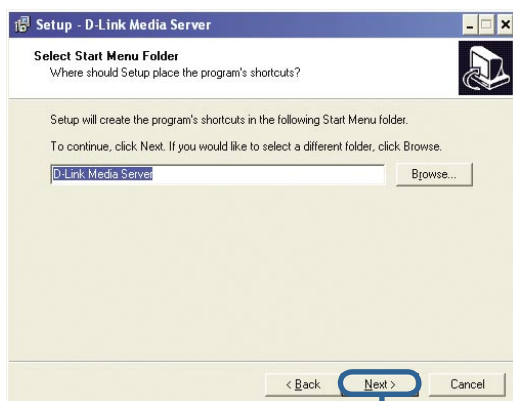 Setup - D-Link Media Server
Select Start Menu Folder
Where should Setup place the program's shortcuts?
Setup will create the program's shortcuts in the following Start Menu folder.
To continue, click Next. If you would like to select a different folder, click Browse.
D-Link Media Server
Browse...
< Back
Next >
Cancel